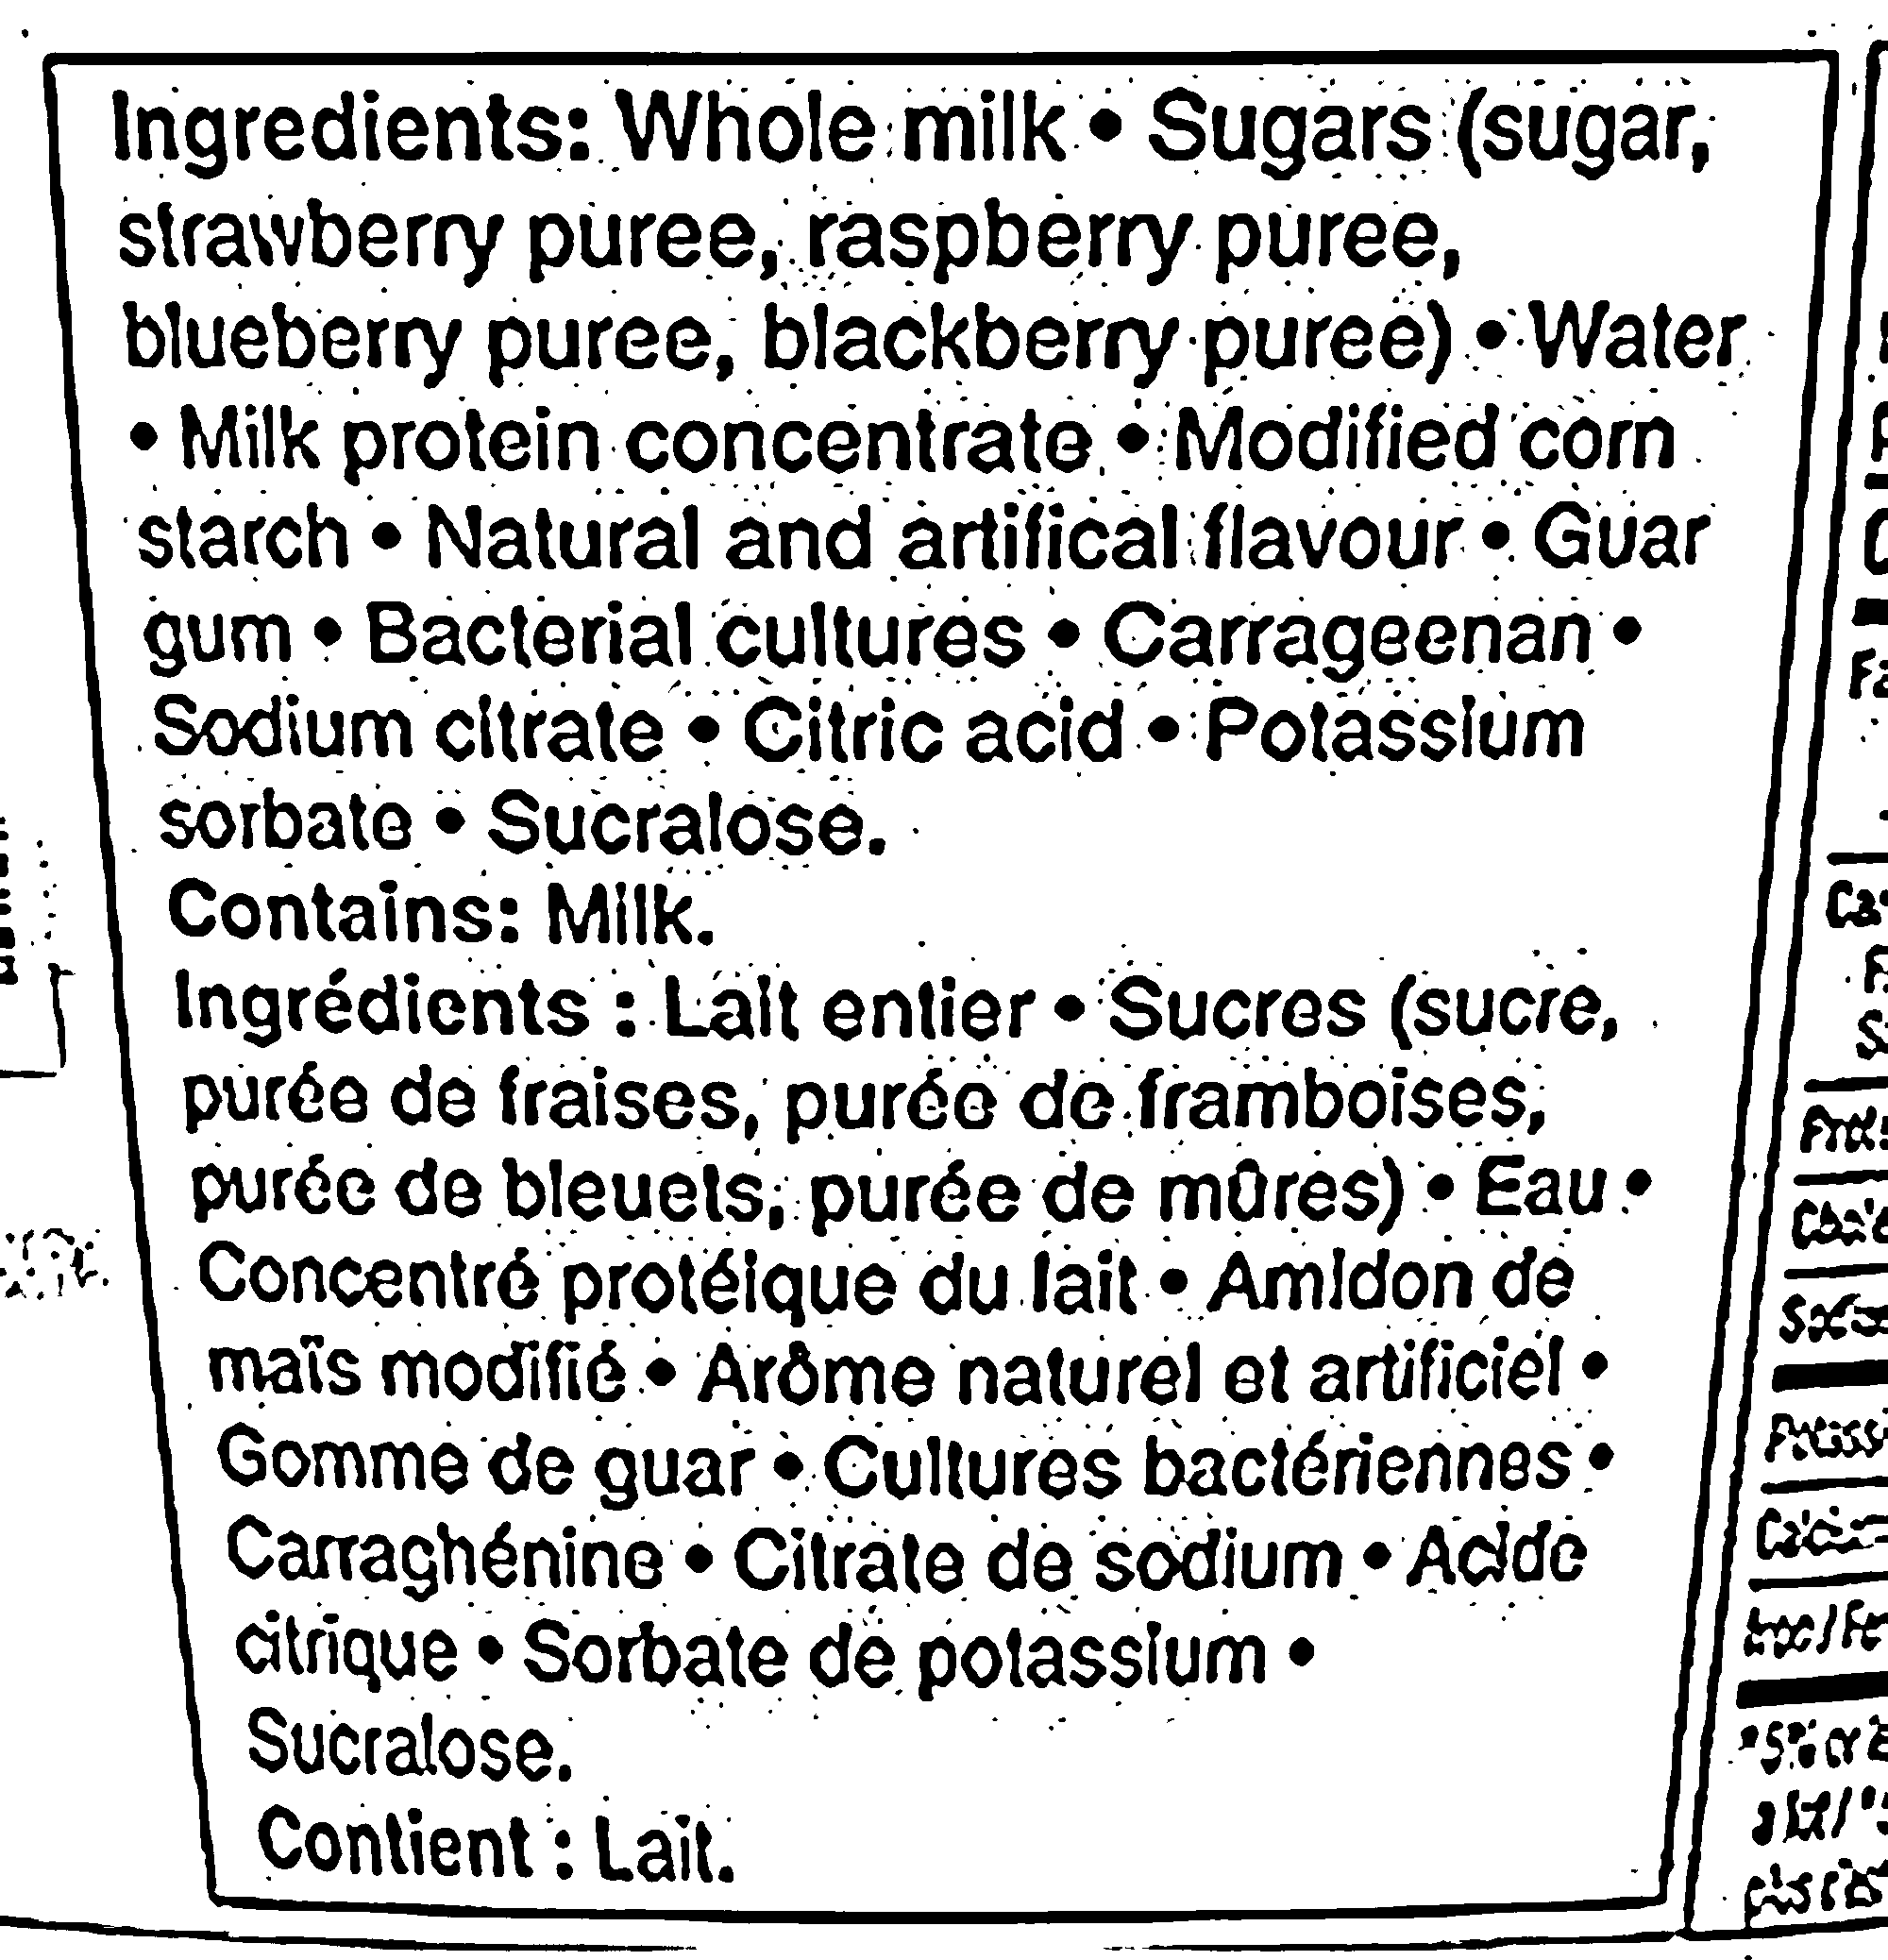 Ingredients: Whole milk • Sugars (sugar,
strawberry puree, raspberry puree,
blueberry puree, blackberry puree) • Water
• Milk protein concentrate • Modified corn
starch • Natural and artifical flavour • Guar
gum • Bacterial cultures • Carrageenan •
Sodium citrate • Citric acid • Potassium
sorbate • Sucralose.
Contains: Milk.
Ingrédients : Lait entier • Sucres (sucre,
purée de fraises, purée de framboises,
purée de bleuets, purée de mûres) • Eau •
Concentré protéique du lait • Amidon de
maïs modifié • Arôme naturel et artificiel •
Gomme de guar • Cultures bactériennes •
Carraghénine • Citrate de sodium • Acide
citrique • Sorbate de potassium •
Sucralose.
Contient : Lait.